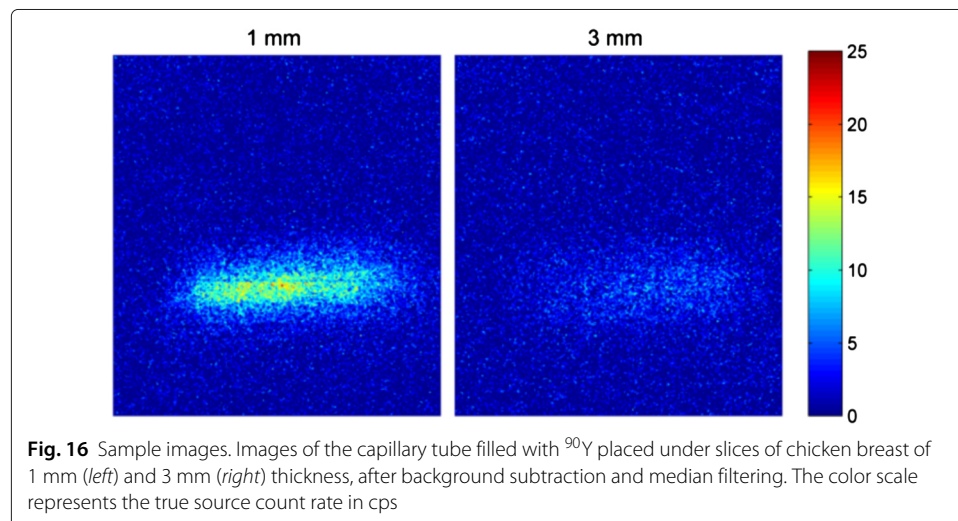 1 mm
3 mm
25
20
15
10
5
0
Fig. 16 Sample images. Images of the capillary tube filled with ⁹⁰Y placed under slices of chicken breast of
1 mm (left) and 3 mm (right) thickness, after background subtraction and median filtering. The color scale
represents the true source count rate in cps